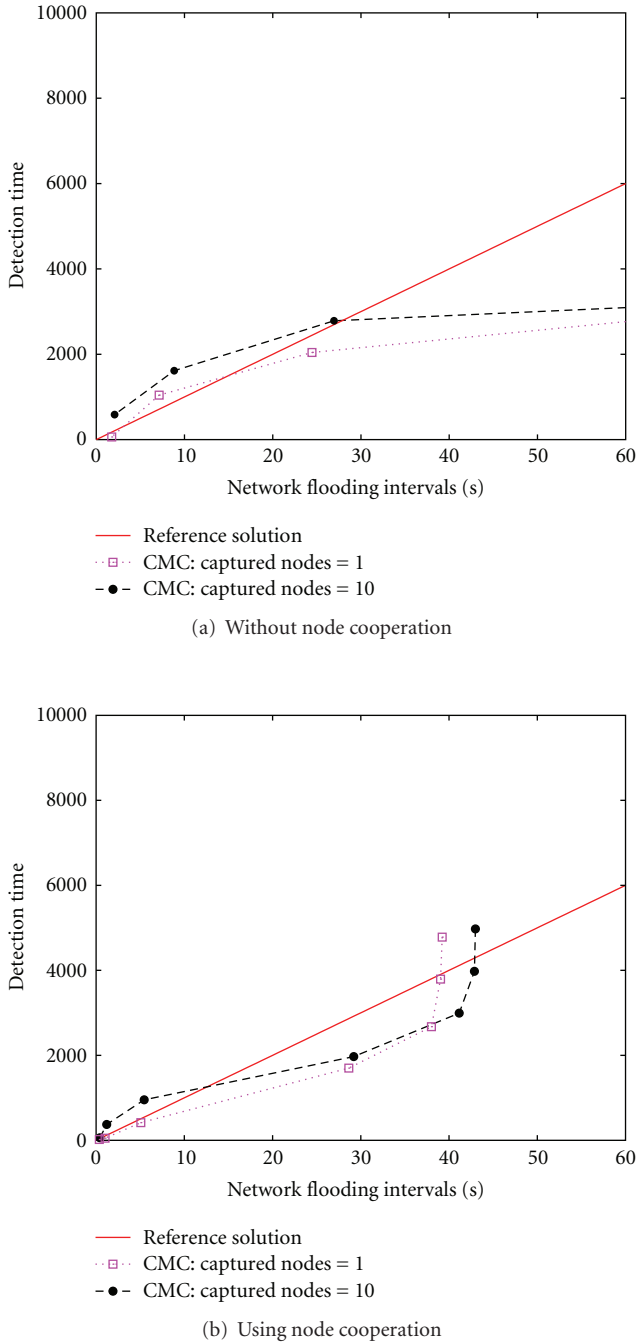 10000
8000
6000
4000
2000
0
Detection time
0 10 20 30 40 50 60
Network flooding intervals (s)
Reference solution
CMC: captured nodes = 1
CMC: captured nodes = 10
(a) Without node cooperation
10000
8000
6000
4000
2000
0
Detection time
0 10 20 30 40 50 60
Network flooding intervals (s)
Reference solution
CMC: captured nodes = 1
CMC: captured nodes = 10
(b) Using node cooperation